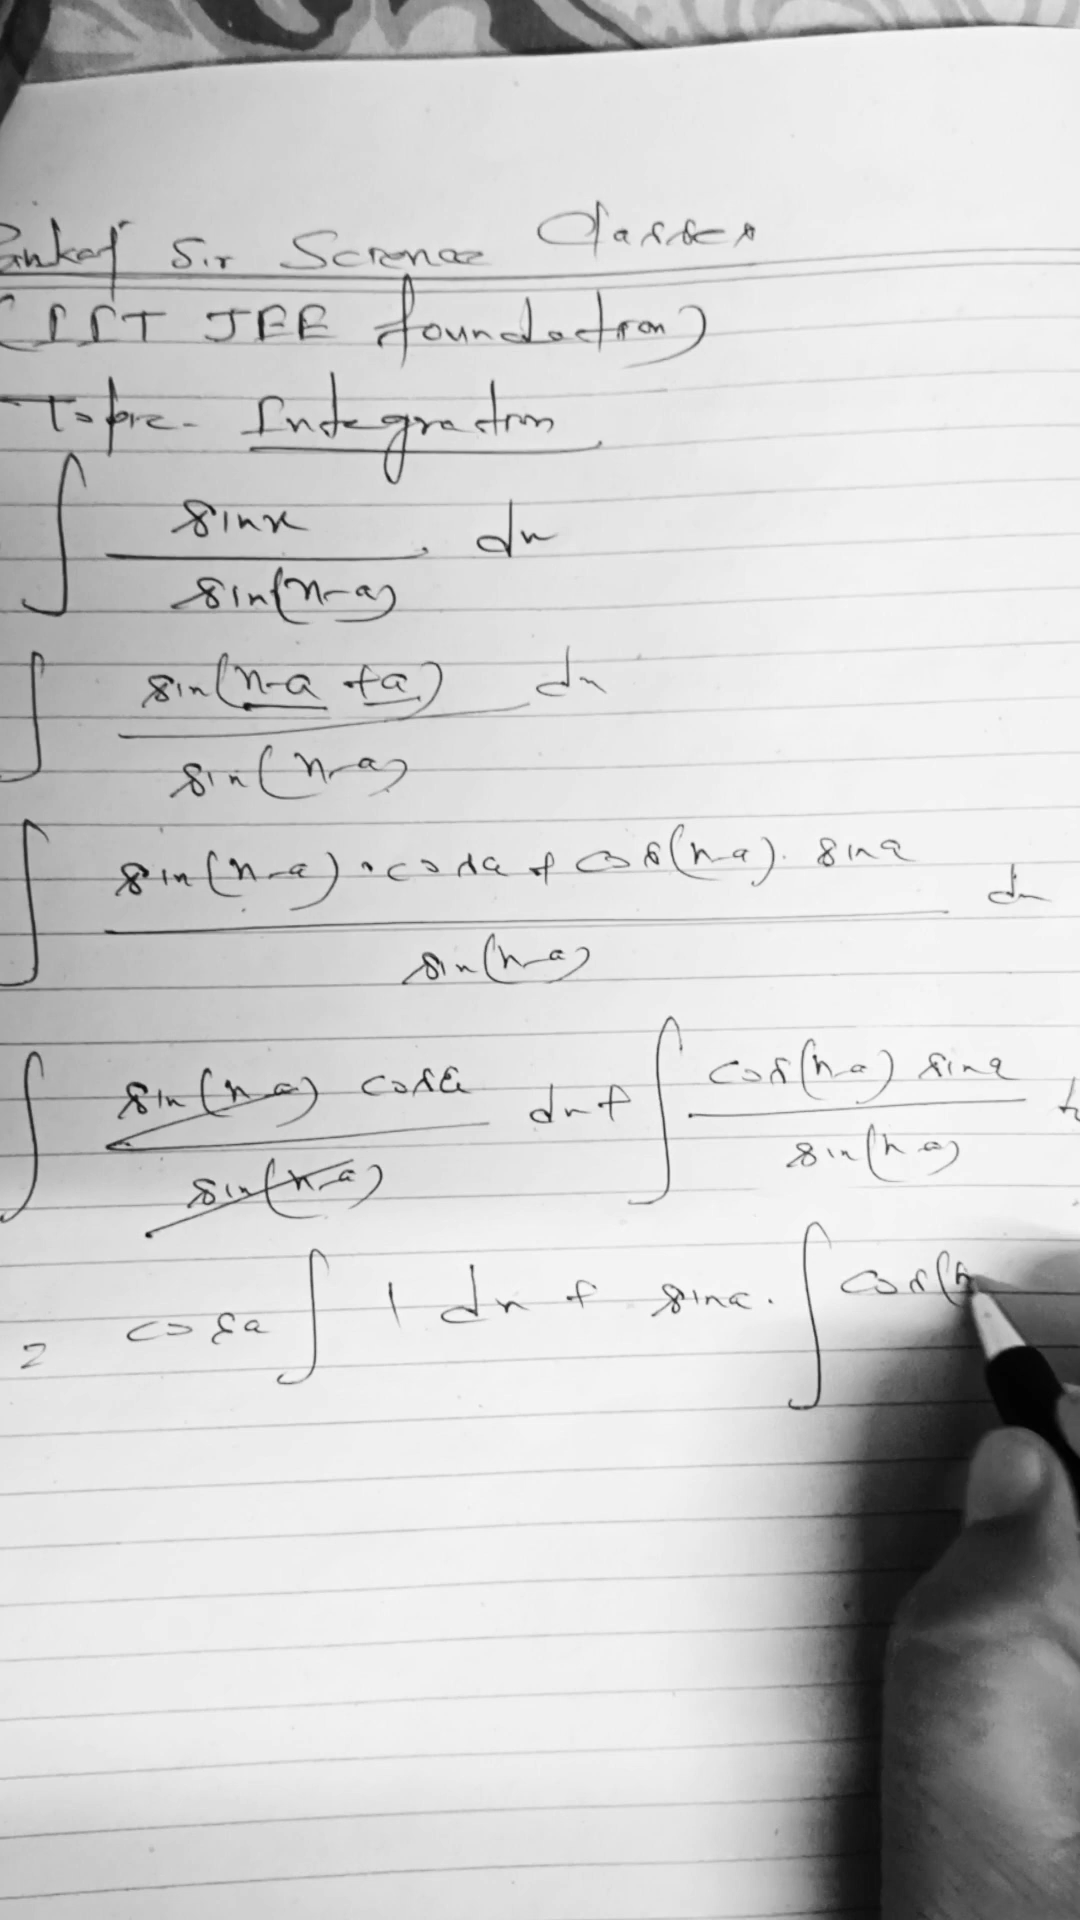 Pankaj Sir Science Classes
(IIT JEE foundation)
Topic - Integration
∫ sinx / sin(x-a) dx
∫ sin(x-a+a) / sin(x-a) dx
∫ sin(x-a)·cosa + cos(x-a)·sina / sin(x-a) dx
∫ sin(x-a) cosa / sin(x-a) dx + ∫ cos(x-a) sina / sin(x-a)
= cosa ∫ 1 dx + sina · ∫ cos(x